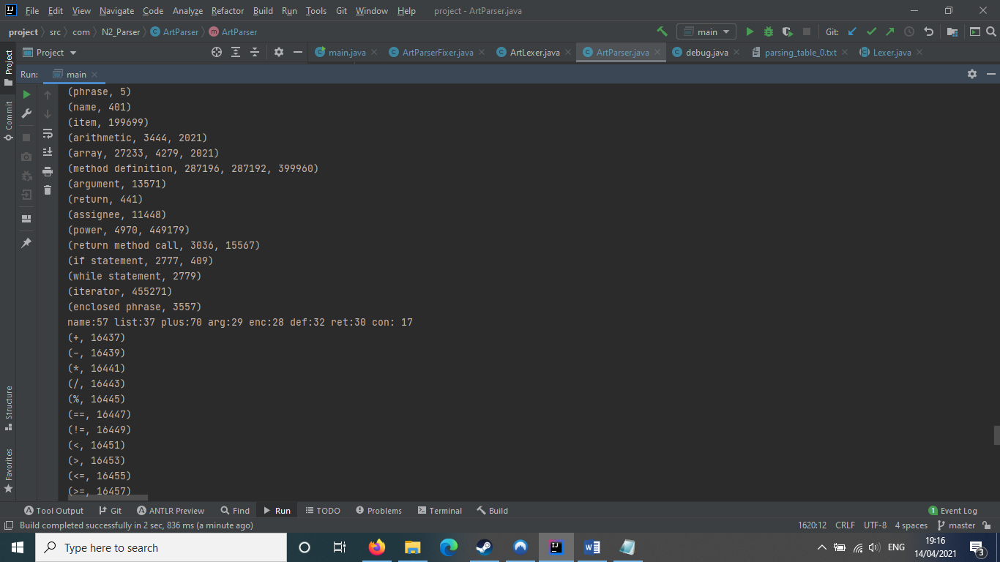 File Edit View Navigate Code Analyze Refactor Build Run Tools Git Window Help project - ArtParser.java
project src com N2_Parser ArtParser ArtParser main Git:
Project main.java ArtParserFixer.java ArtLexer.java ArtParser.java debug.java parsing_table_0.txt Lexer.java
Run: main
(phrase, 5)
(name, 401)
(item, 199699)
(arithmetic, 3444, 2021)
(array, 27233, 4279, 2021)
(method definition, 287196, 287192, 399960)
(argument, 13571)
(return, 441)
(assignee, 11448)
(power, 4970, 449179)
(return method call, 3036, 15567)
(if statement, 2777, 409)
(while statement, 2779)
(iterator, 455271)
(enclosed phrase, 3557)
name:57 list:37 plus:70 arg:29 enc:28 def:32 ret:30 con: 17
(+, 16437)
(-, 16439)
(*, 16441)
(/, 16443)
(%, 16445)
(==, 16447)
(!=, 16449)
(<, 16451)
(>, 16453)
(<=, 16455)
(>=, 16457)
Project
Commit
Structure
Favorites
Tool Output Git ANTLR Preview Find Run TODO Problems Terminal Build 1 Event Log
Build completed successfully in 2 sec, 836 ms (a minute ago) 1620:12 CRLF UTF-8 4 spaces master
Type here to search ENG 19:16
14/04/2021 3